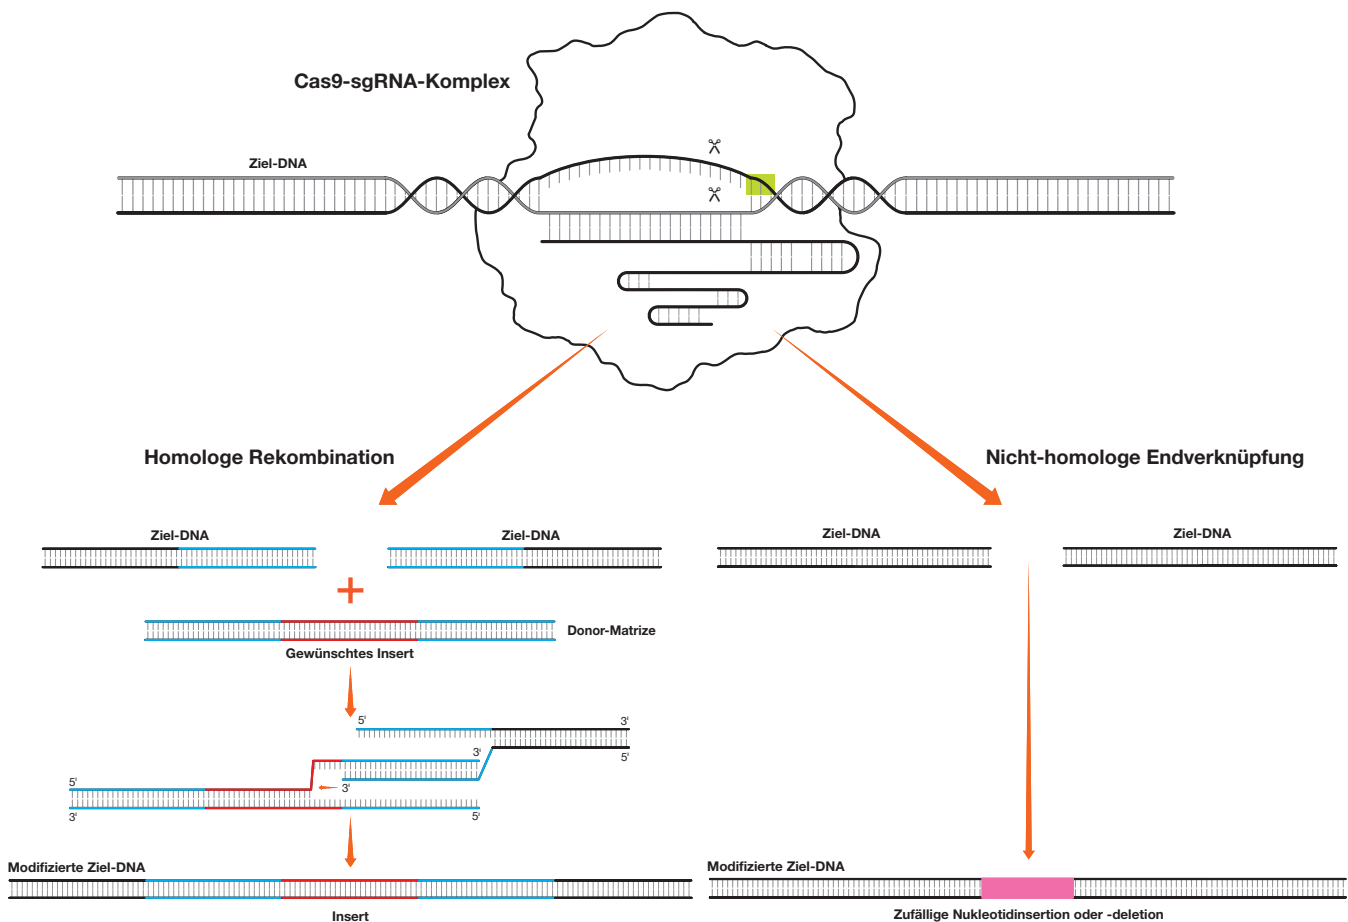 Cas9-sgRNA-Komplex
Ziel-DNA
Homologe Rekombination
Nicht-homologe Endverknüpfung
Ziel-DNA
Ziel-DNA
Ziel-DNA
Ziel-DNA
Donor-Matrize
Gewünschtes Insert
5'
3'
3'
5'
5'
3'
3'
5'
Modifizierte Ziel-DNA
Insert
Modifizierte Ziel-DNA
Zufällige Nukleotidinsertion oder -deletion